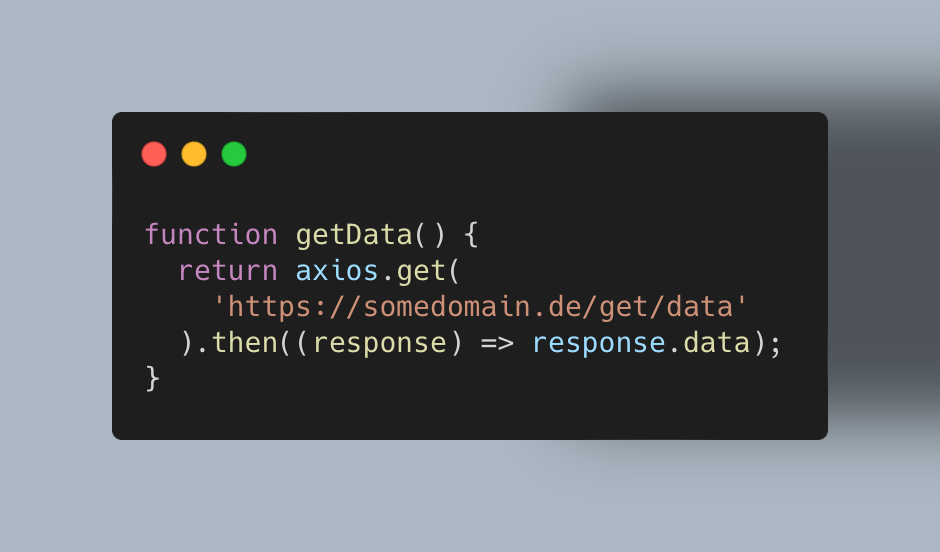 function getData() {
  return axios.get(
    'https://somedomain.de/get/data'
  ).then((response) => response.data);
}